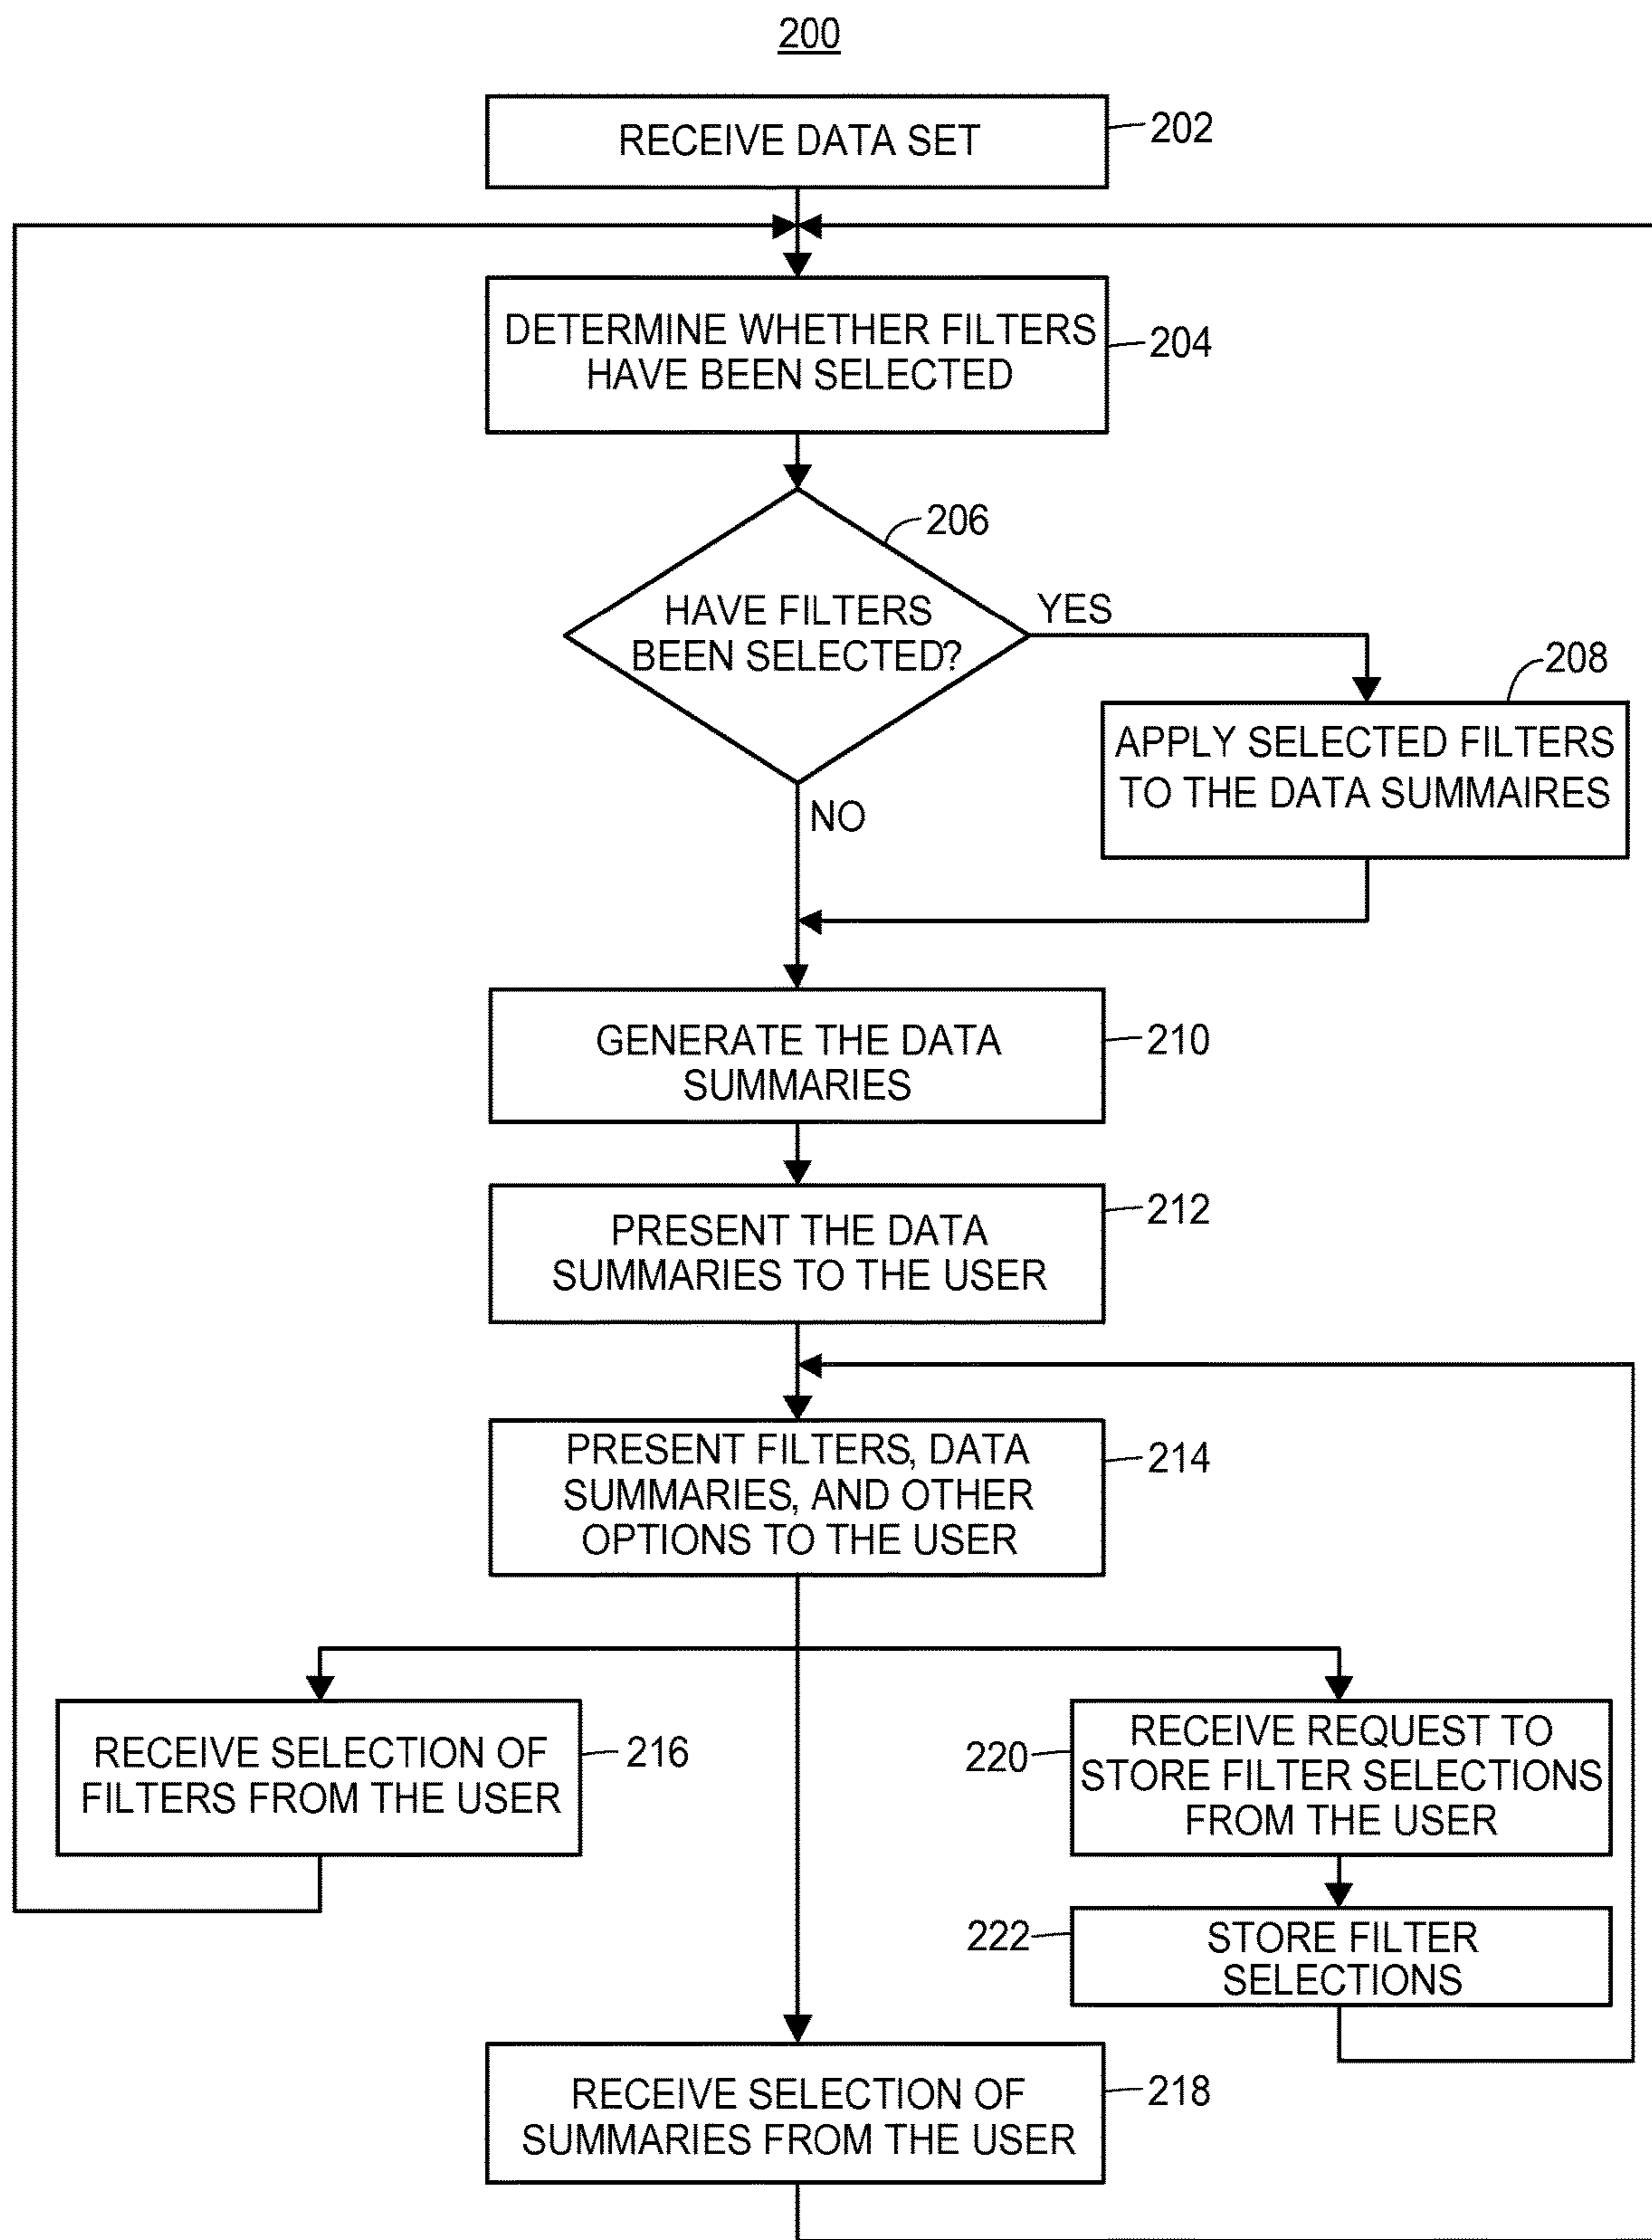 200
RECEIVE DATA SET
202
DETERMINE WHETHER FILTERS
HAVE BEEN SELECTED
204
206
HAVE FILTERS
BEEN SELECTED?
YES
NO
208
APPLY SELECTED FILTERS
TO THE DATA SUMMAIRES
GENERATE THE DATA
SUMMARIES
210
PRESENT THE DATA
SUMMARIES TO THE USER
212
PRESENT FILTERS, DATA
SUMMARIES, AND OTHER
OPTIONS TO THE USER
214
RECEIVE SELECTION OF
FILTERS FROM THE USER
216
220
RECEIVE REQUEST TO
STORE FILTER SELECTIONS
FROM THE USER
222
STORE FILTER
SELECTIONS
RECEIVE SELECTION OF
SUMMARIES FROM THE USER
218